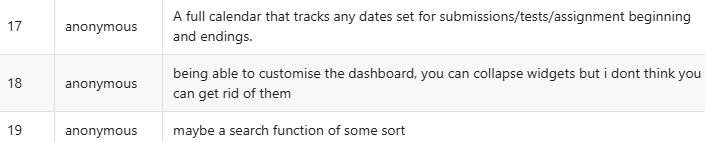 17 anonymous A full calendar that tracks any dates set for submissions/tests/assignment beginning
and endings.
18 anonymous being able to customise the dashboard, you can collapse widgets but i dont think you
can get rid of them
19 anonymous maybe a search function of some sort